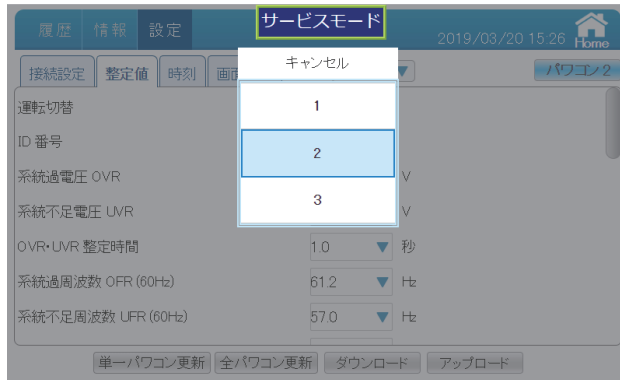 履歴 情報 設定 サービスモード 2019/03/20 15:26 Home
接続設定 整定値 時刻 画面 キャンセル パワコン2
運転切替 1
ID 番号 2
系統過電圧 OVR V
系統不足電圧 UVR 3 V
OVR・UVR 整定時間 1.0 秒
系統過周波数 OFR (60Hz) 61.2 Hz
系統不足周波数 UFR (60Hz) 57.0 Hz
単一パワコン更新 全パワコン更新 ダウンロード アップロード